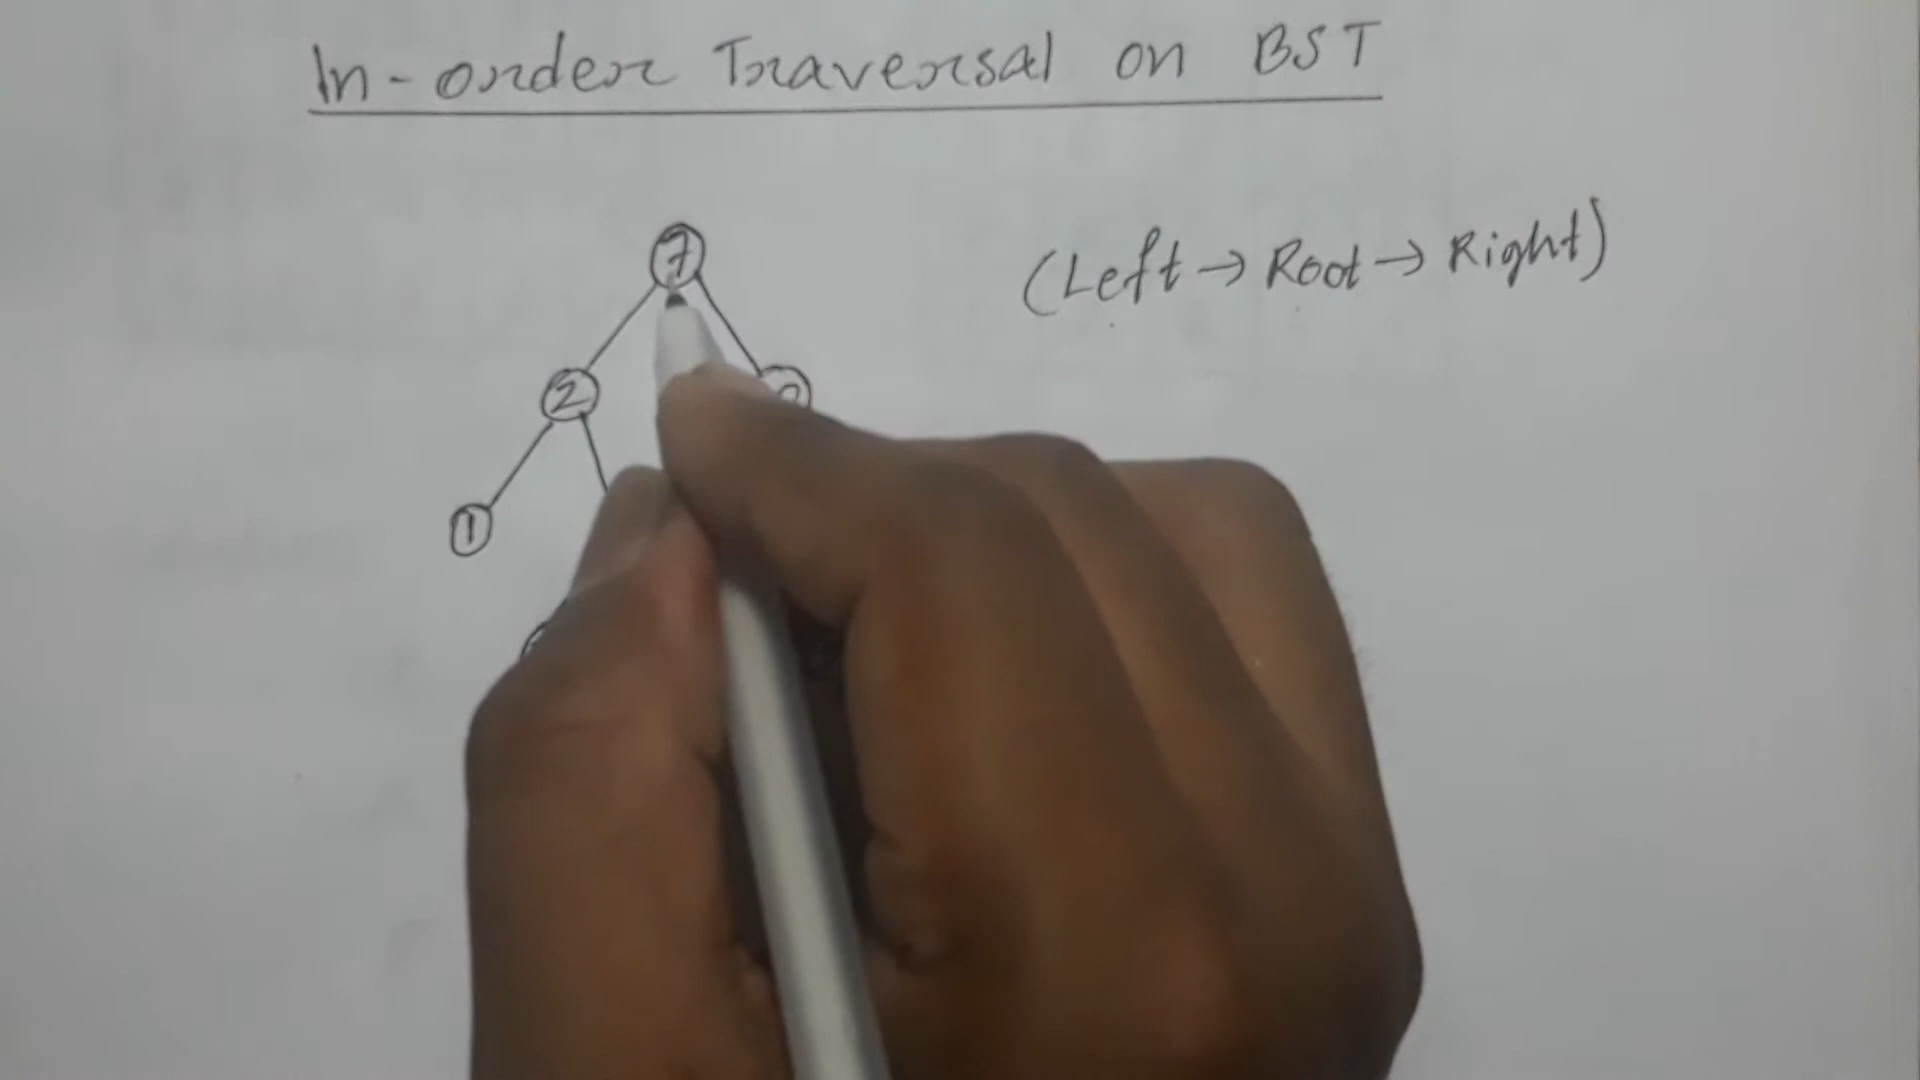 In-order Traversal on BST
7
(Left → Root → Right)
2
1